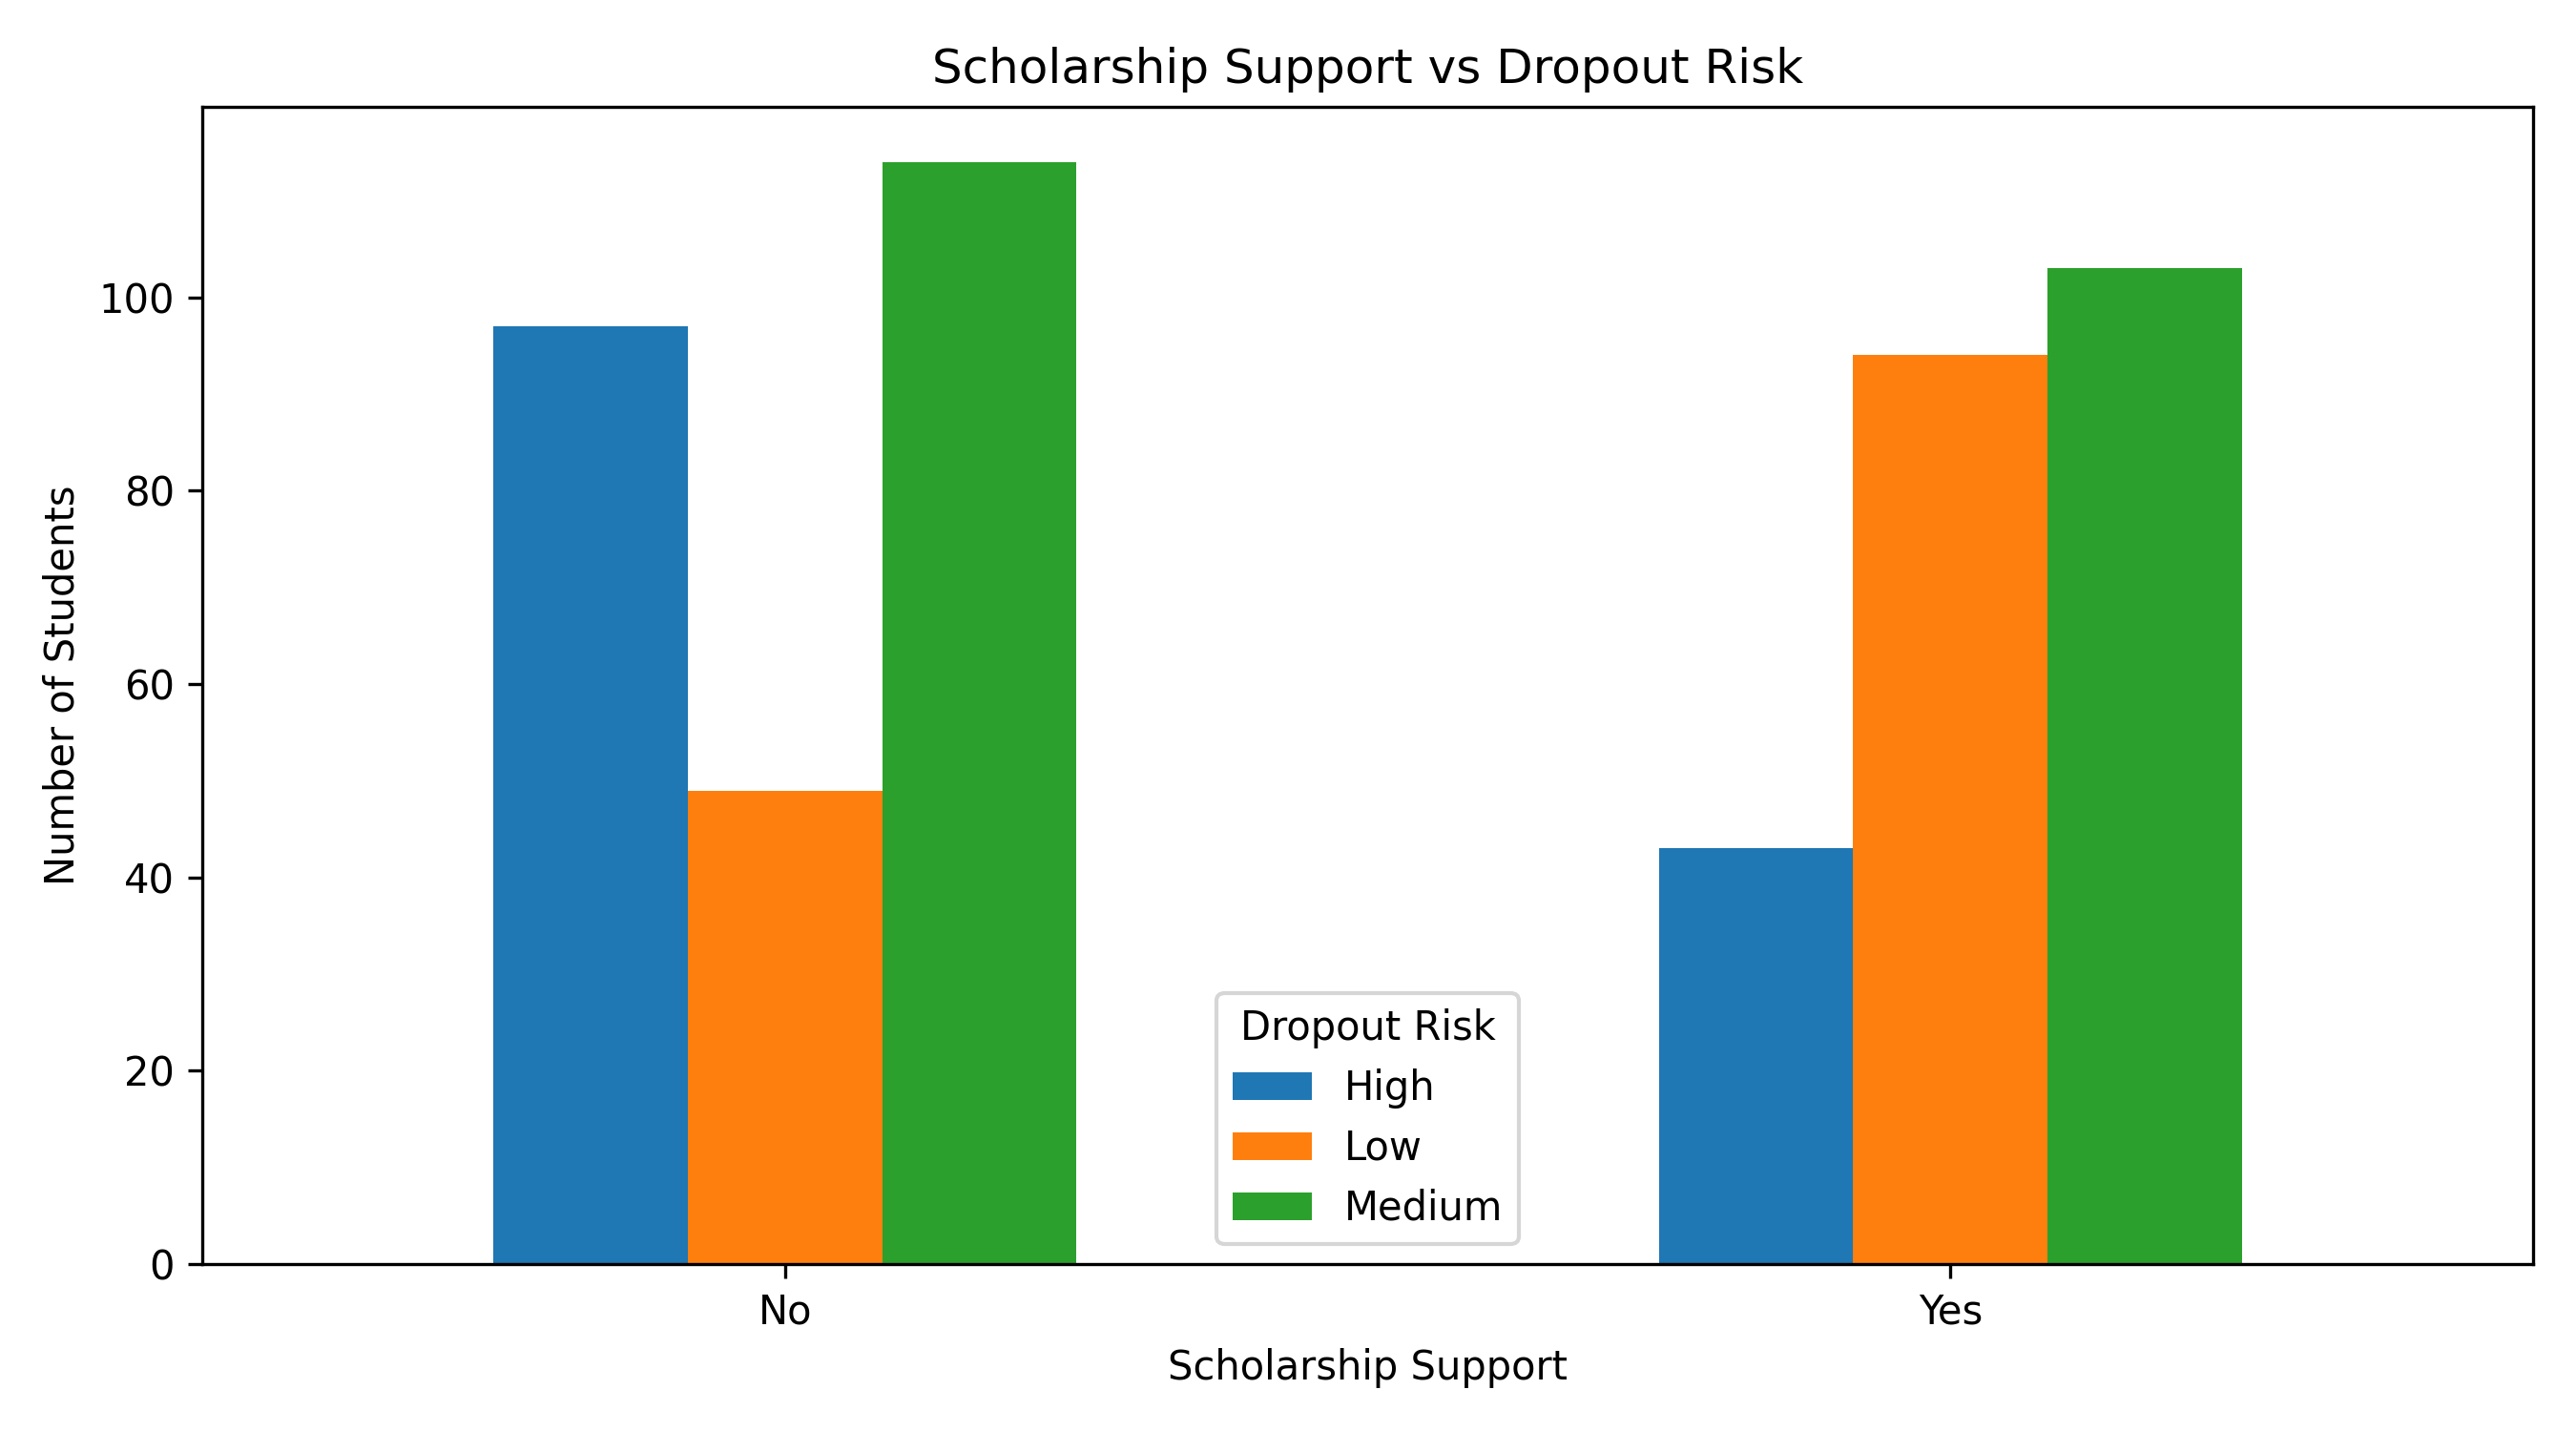 Scholarship Support vs Dropout Risk
Number of Students
100
80
60
40
20
0
Dropout Risk
High
Low
Medium
No
Yes
Scholarship Support